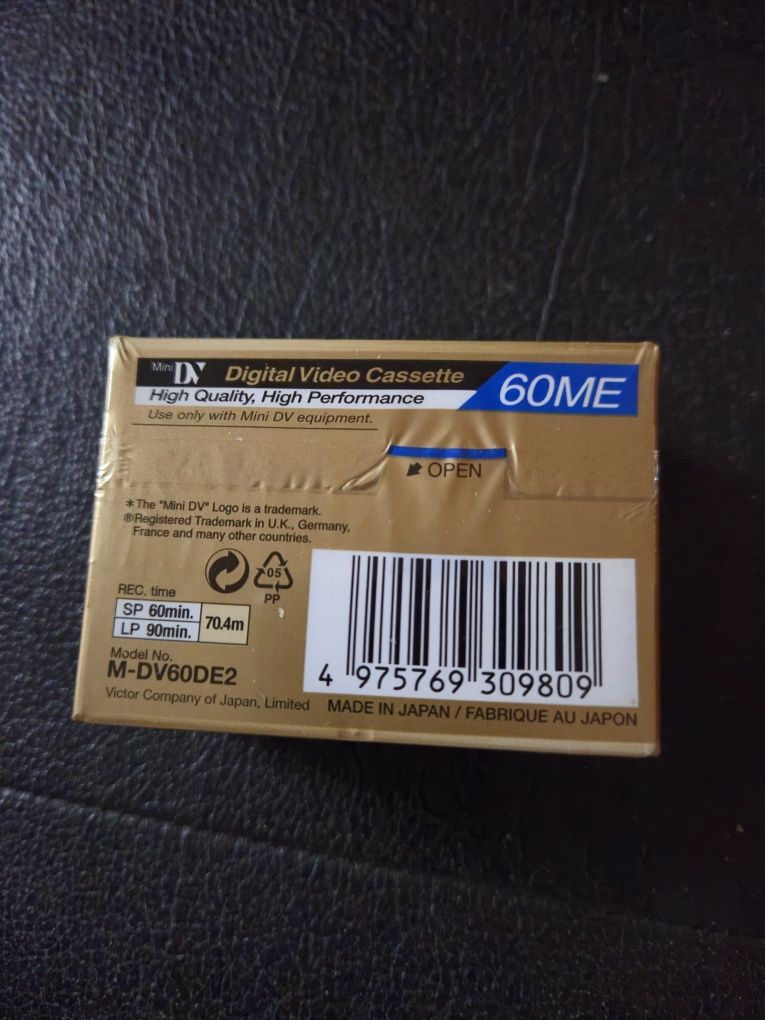 Mini DV Digital Video Cassette
60ME
High Quality, High Performance
Use only with Mini DV equipment.
OPEN
*The "Mini DV" Logo is a trademark.
®Registered Trademark in U.K., Germany,
France and many other countries.
05
PP
REC. time
SP 60min.
LP 90min.
70.4m
Model No.
M-DV60DE2
Victor Company of Japan, Limited
4 975769 309809
MADE IN JAPAN / FABRIQUE AU JAPON